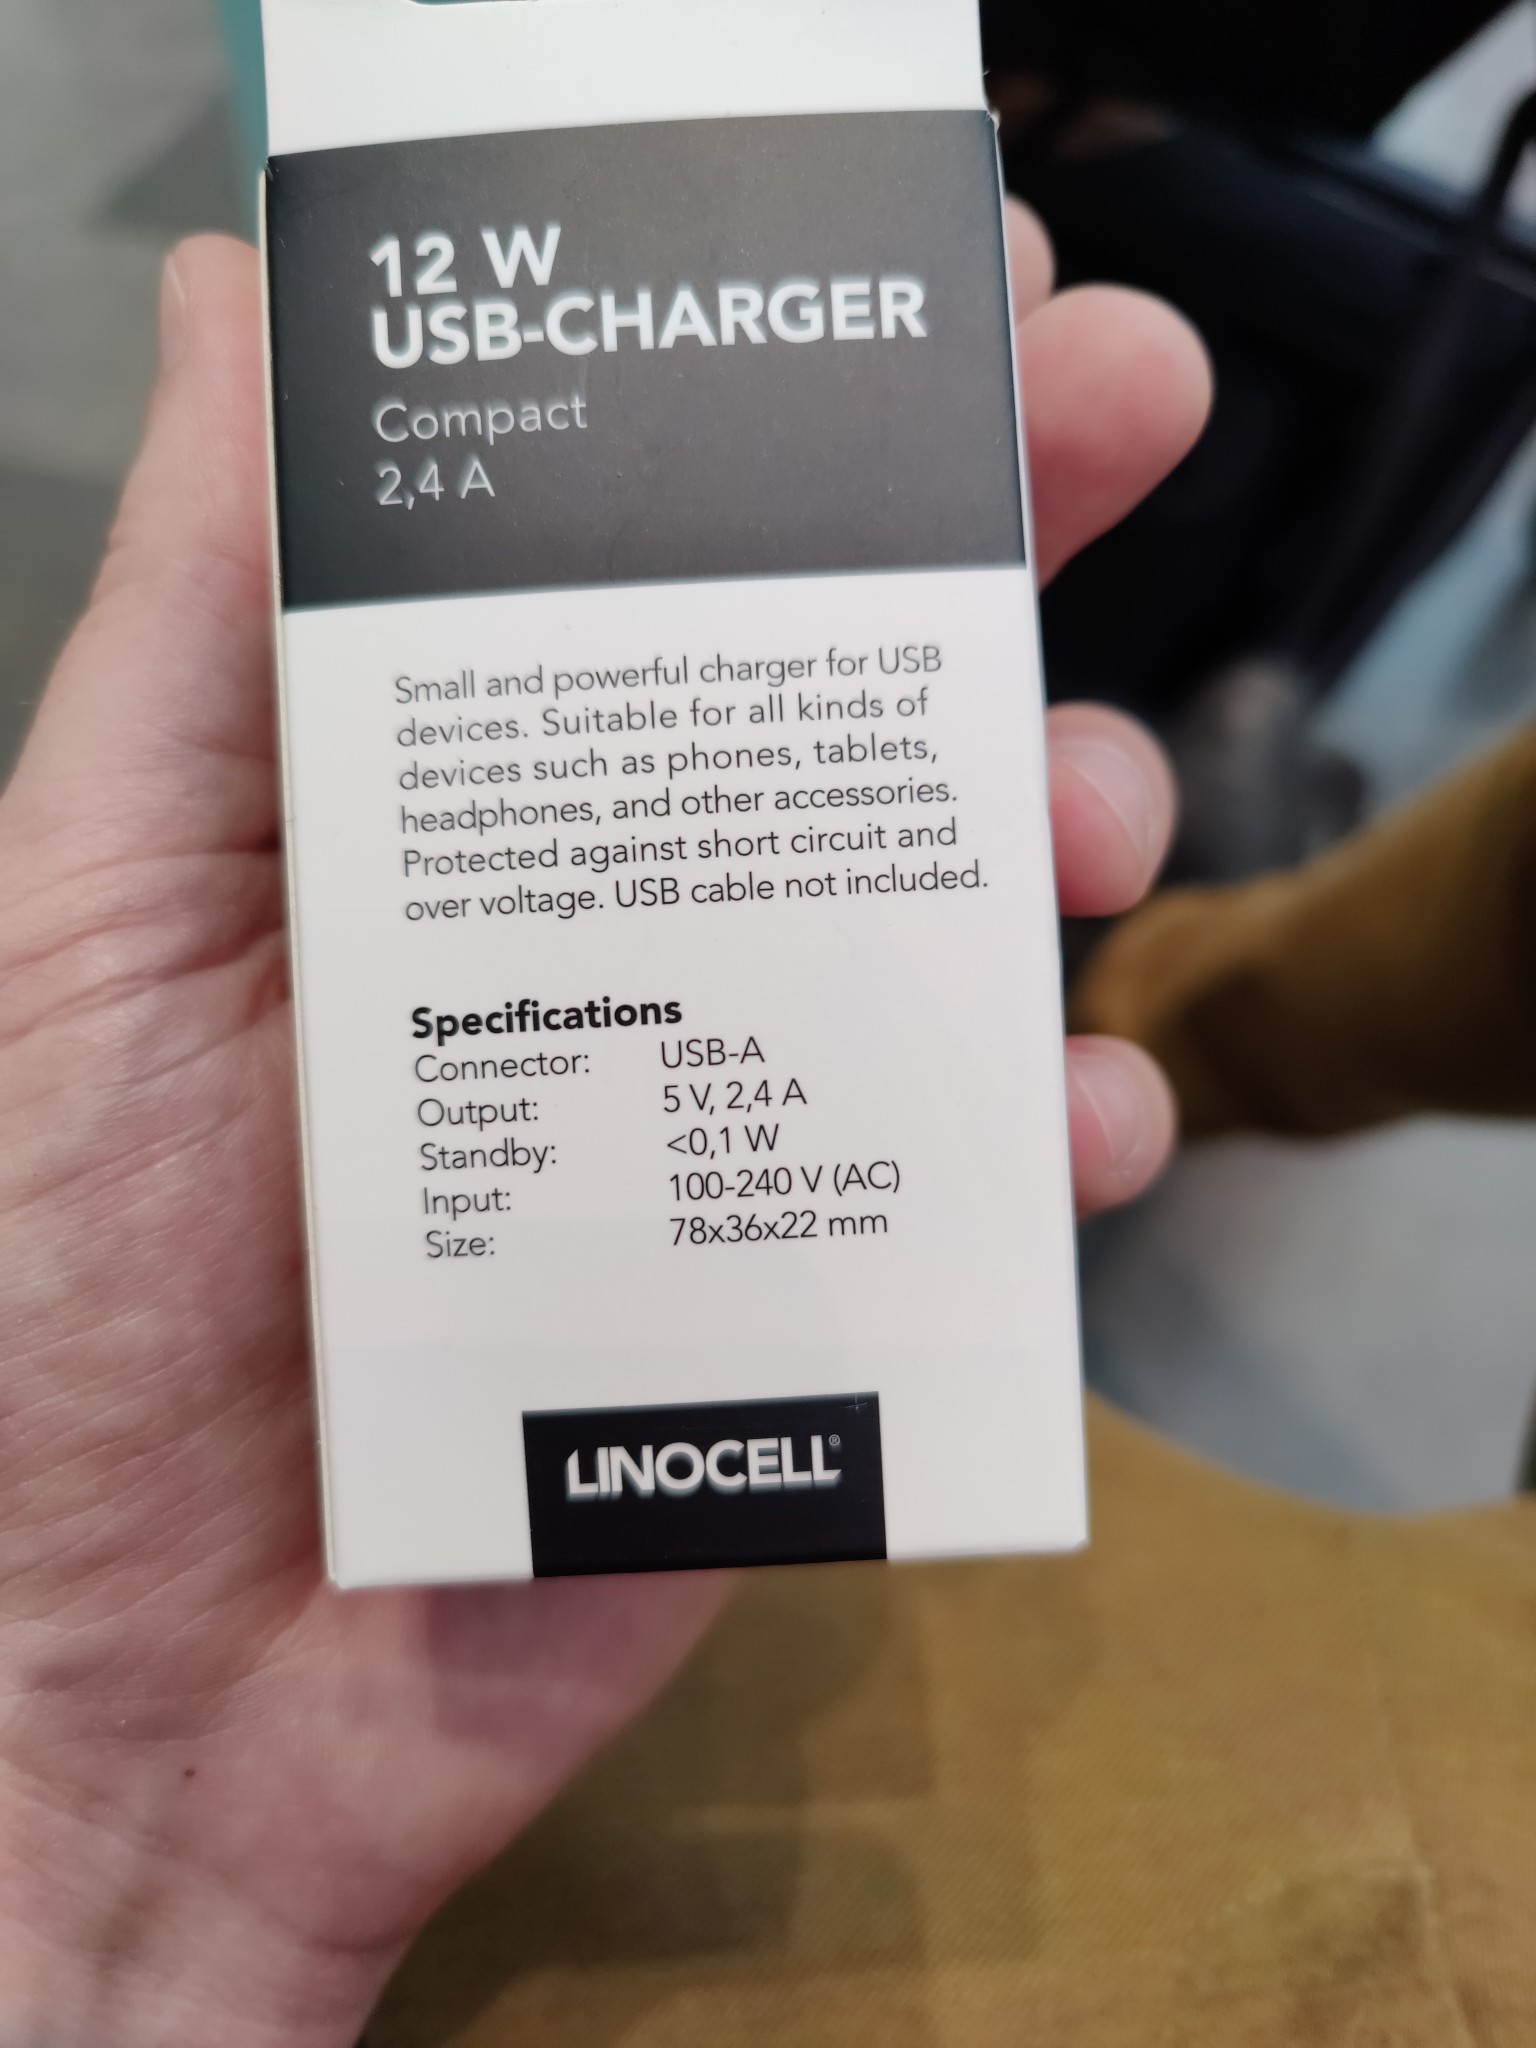 12 W
USB-CHARGER
Compact
2,4 A
Small and powerful charger for USB
devices. Suitable for all kinds of
devices such as phones, tablets,
headphones, and other accessories.
Protected against short circuit and
over voltage. USB cable not included.
Specifications
Connector: USB-A
Output: 5 V, 2,4 A
Standby: <0,1 W
Input: 100-240 V (AC)
Size: 78x36x22 mm
LINOCELL®